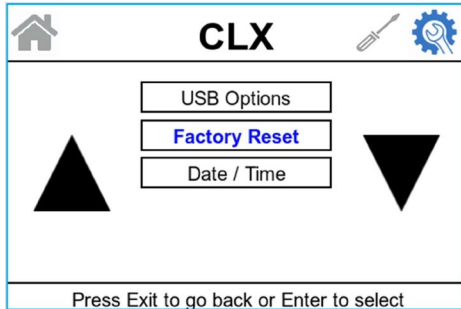 CLX
USB Options
Factory Reset
Date / Time
Press Exit to go back or Enter to select